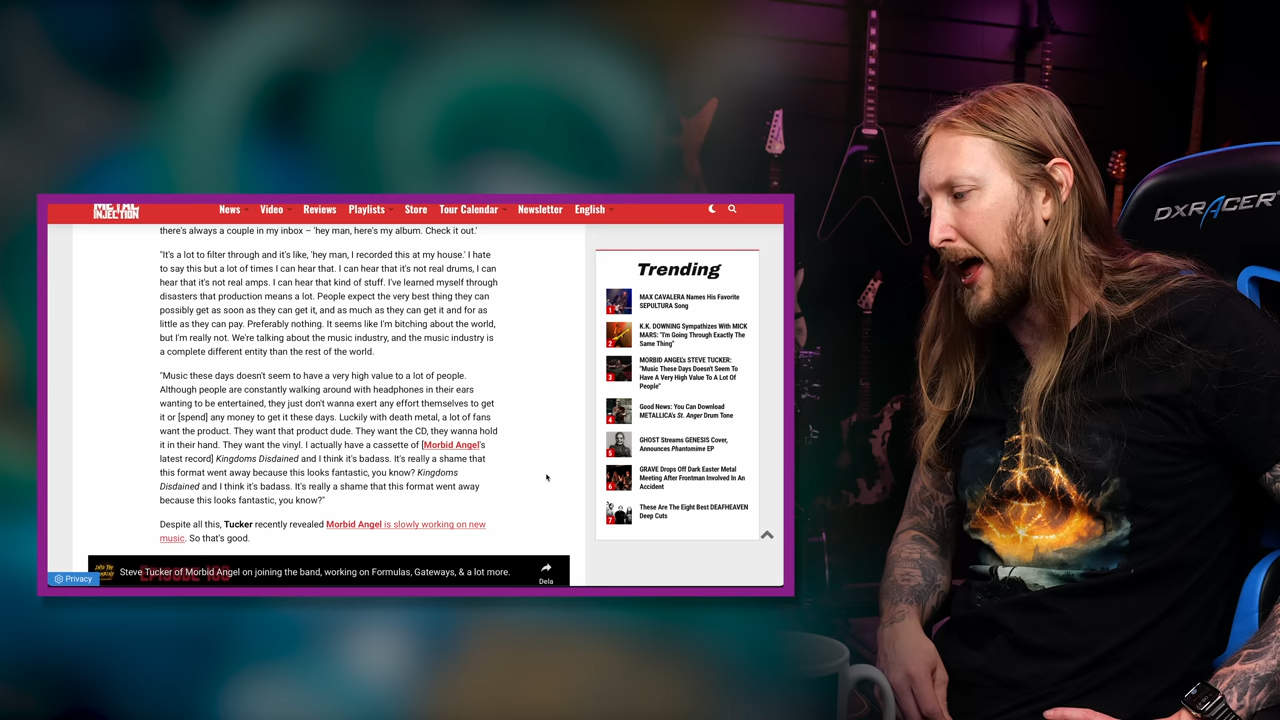 METAL
INJECTION
News
Video
Reviews
Playlists
Store
Tour Calendar
Newsletter
English
there's always a couple in my inbox – 'hey man, here's my album. Check it out.'
"It's a lot to filter through and it's like, 'hey man, I recorded this at my house.' I hate
to say this but a lot of times I can hear that. I can hear that it's not real drums, I can
hear that it's not real amps. I can hear that kind of stuff. I've learned myself through
disasters that production means a lot. People expect the very best thing they can
possibly get as soon as they can get it, and as much as they can get it and for as
little as they can pay. Preferably nothing. It seems like I'm bitching about the world,
but I'm really not. We're talking about the music industry, and the music industry is
a complete different entity than the rest of the world.
"Music these days doesn't seem to have a very high value to a lot of people.
Although people are constantly walking around with headphones in their ears
wanting to be entertained, they just don't wanna exert any effort themselves to get
it or [spend] any money to get it these days. Luckily with death metal, a lot of fans
want the product. They want that product dude. They want the CD, they wanna hold
it in their hand. They want the vinyl. I actually have a cassette of [Morbid Angel's
latest record] Kingdoms Disdained and I think it's badass. It's really a shame that
this format went away because this looks fantastic, you know? Kingdoms
Disdained and I think it's badass. It's really a shame that this format went away
because this looks fantastic, you know?"
Despite all this, Tucker recently revealed Morbid Angel is slowly working on new
music. So that's good.
Steve Tucker of Morbid Angel on joining the band, working on Formulas, Gateways, & a lot more.
Dela
Privacy
Trending
1
MAX CAVALERA Names His Favorite
SEPULTURA Song
2
K.K. DOWNING Sympathizes With MICK
MARS: "I'm Going Through Exactly The
Same Thing"
3
MORBID ANGEL's STEVE TUCKER:
"Music These Days Doesn't Seem To
Have A Very High Value To A Lot Of
People"
4
Good News: You Can Download
METALLICA's St. Anger Drum Tone
5
GHOST Streams GENESIS Cover,
Announces Phantomime EP
6
GRAVE Drops Off Dark Easter Metal
Meeting After Frontman Involved In An
Accident
7
These Are The Eight Best DEAFHEAVEN
Deep Cuts
DXRACER